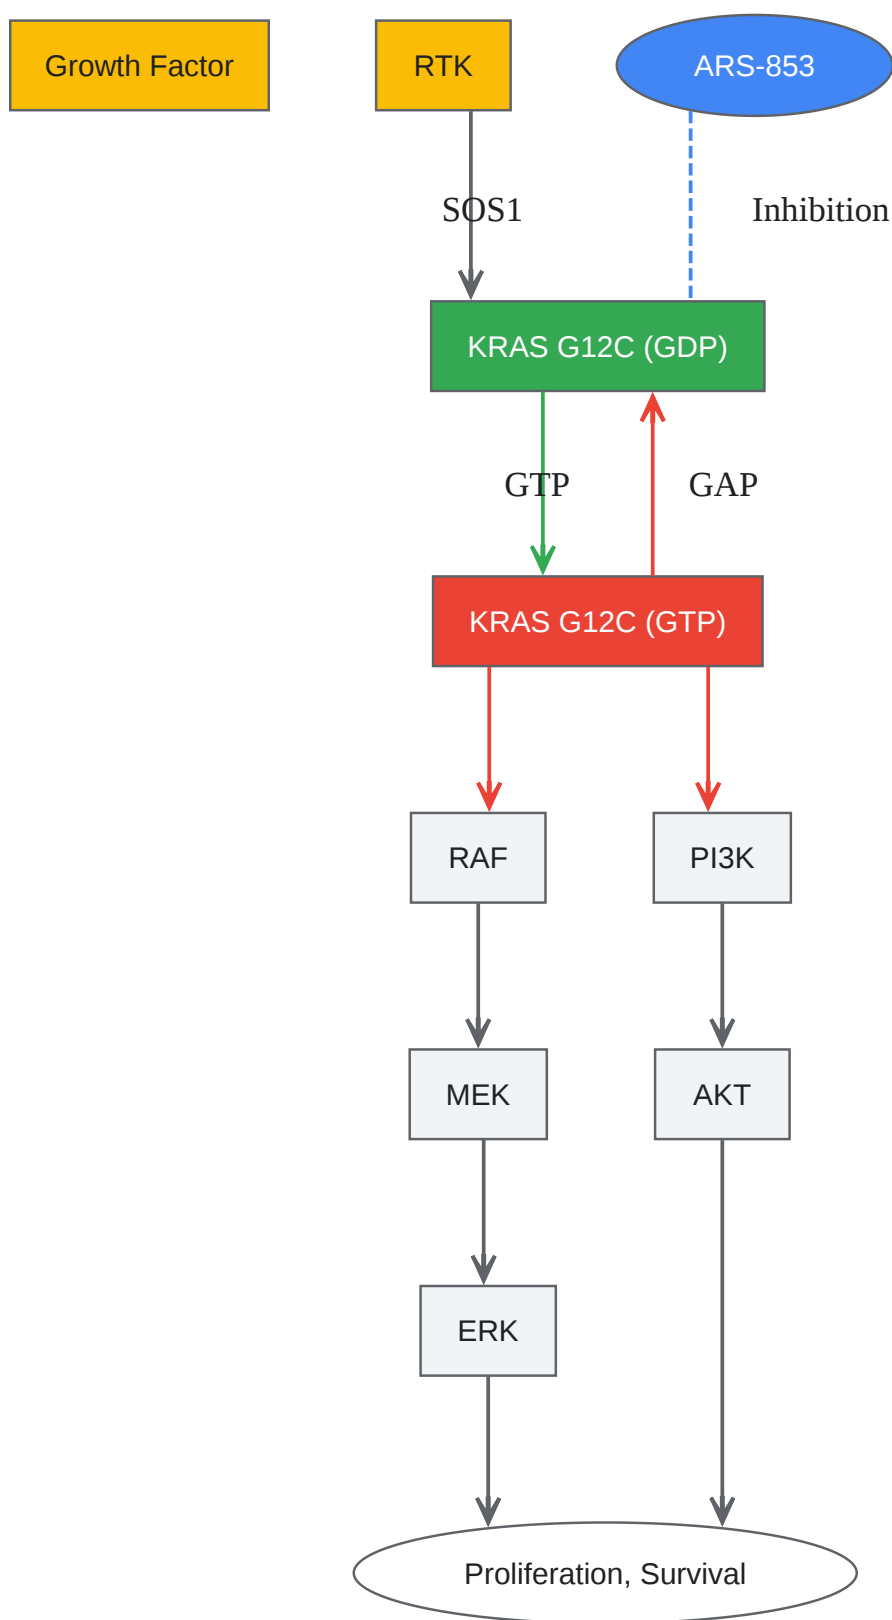 Growth Factor
RTK
ARS-853
SOS1
Inhibition
KRAS G12C (GDP)
GTP
GAP
KRAS G12C (GTP)
RAF
PI3K
MEK
AKT
ERK
Proliferation, Survival